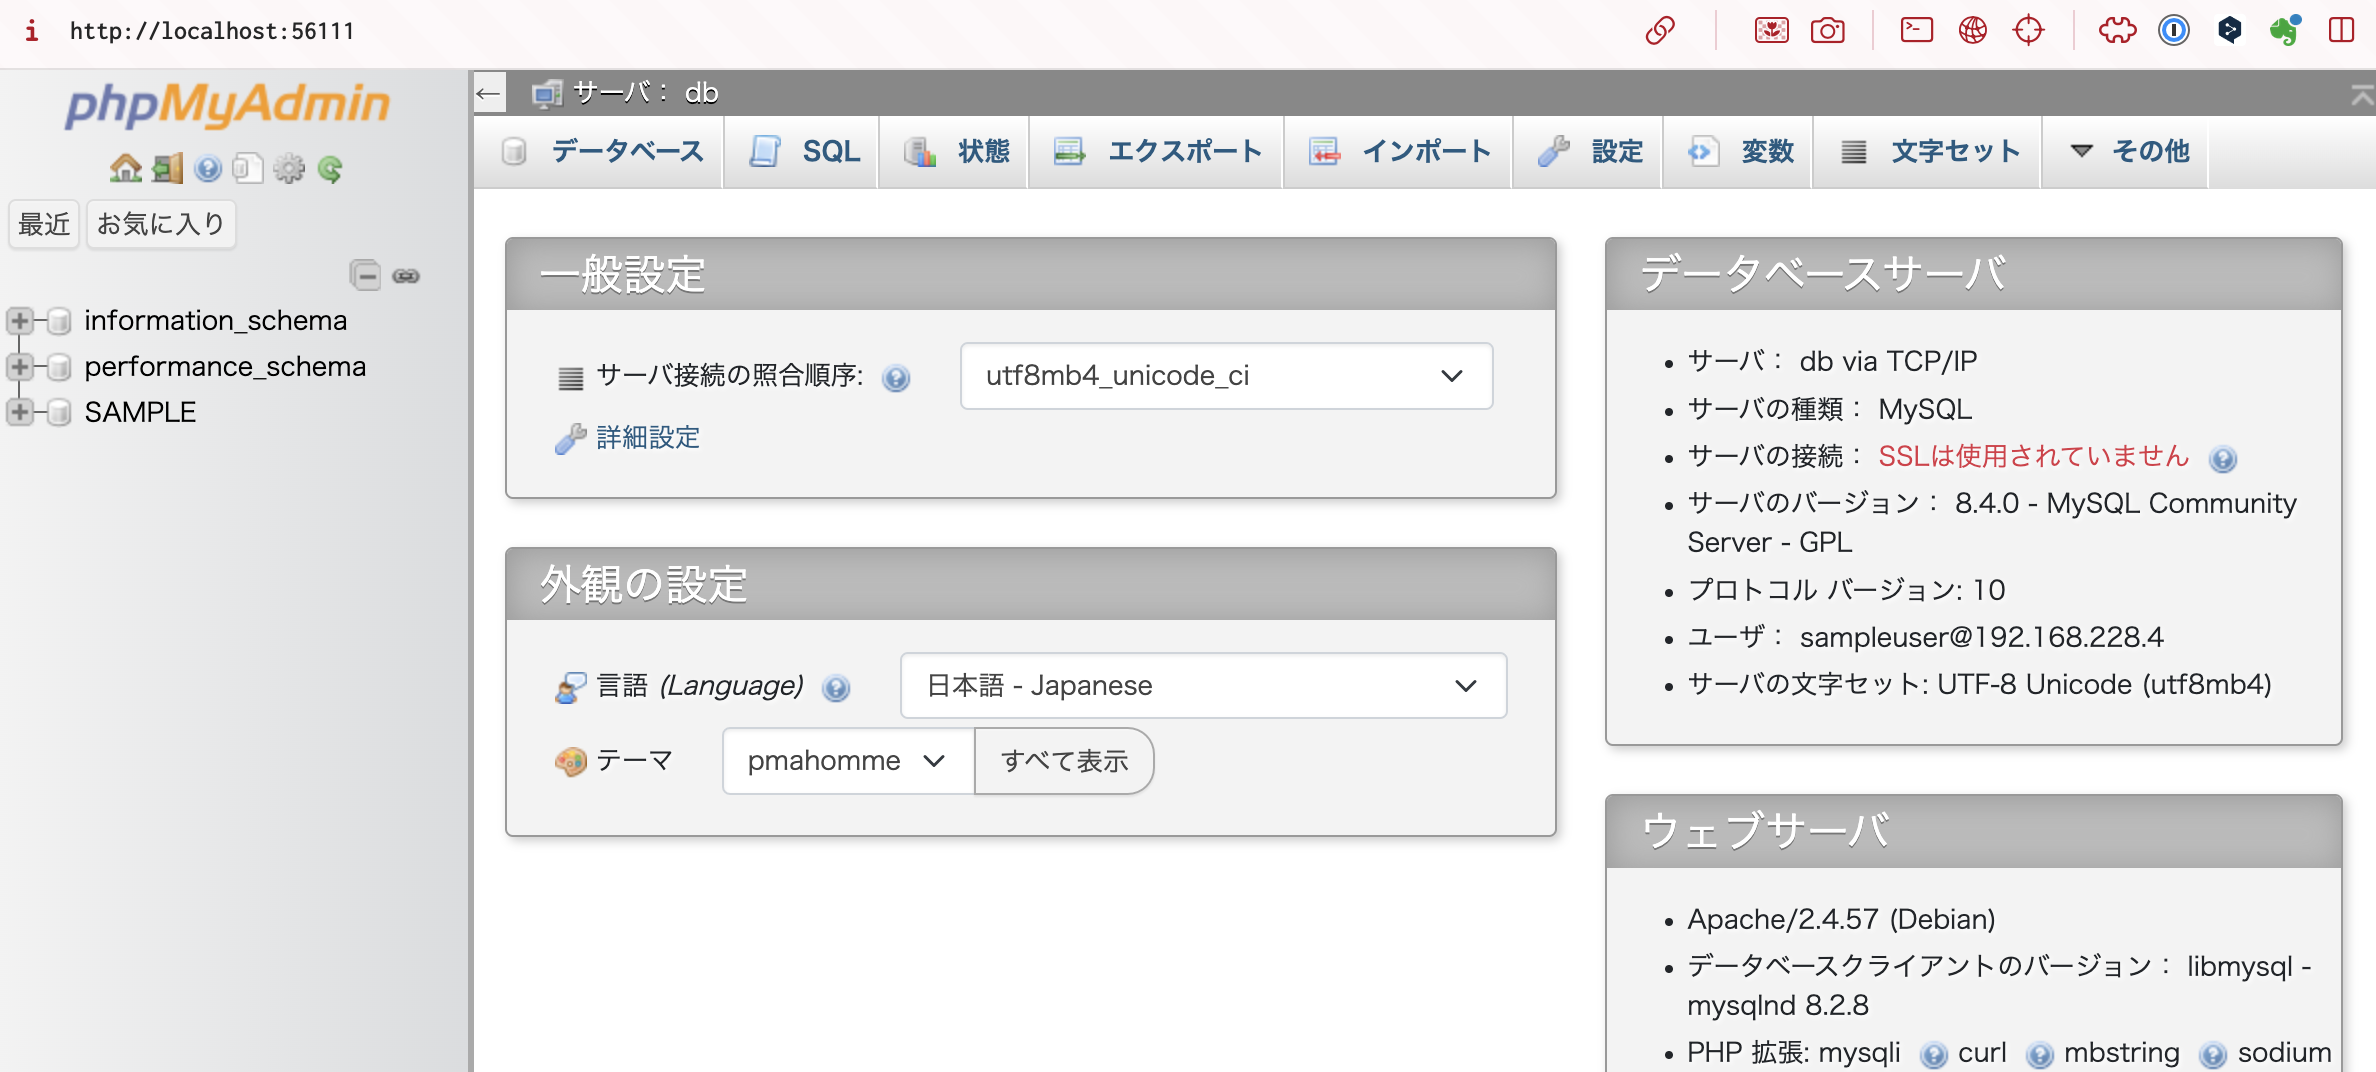 http://localhost:56111
phpMyAdmin
最近 お気に入り
information_schema
performance_schema
SAMPLE
サーバ： db
データベース SQL 状態 エクスポート インポート 設定 変数 文字セット その他
一般設定
サーバ接続の照合順序: utf8mb4_unicode_ci
詳細設定
外観の設定
言語 (Language) 日本語 - Japanese
テーマ pmahomme すべて表示
データベースサーバ
サーバ： db via TCP/IP
サーバの種類： MySQL
サーバの接続： SSLは使用されていません
サーバのバージョン： 8.4.0 - MySQL Community
Server - GPL
プロトコル バージョン: 10
ユーザ： sampleuser@192.168.228.4
サーバの文字セット: UTF-8 Unicode (utf8mb4)
ウェブサーバ
Apache/2.4.57 (Debian)
データベースクライアントのバージョン： libmysql -
mysqlnd 8.2.8
PHP 拡張: mysqli curl mbstring sodium